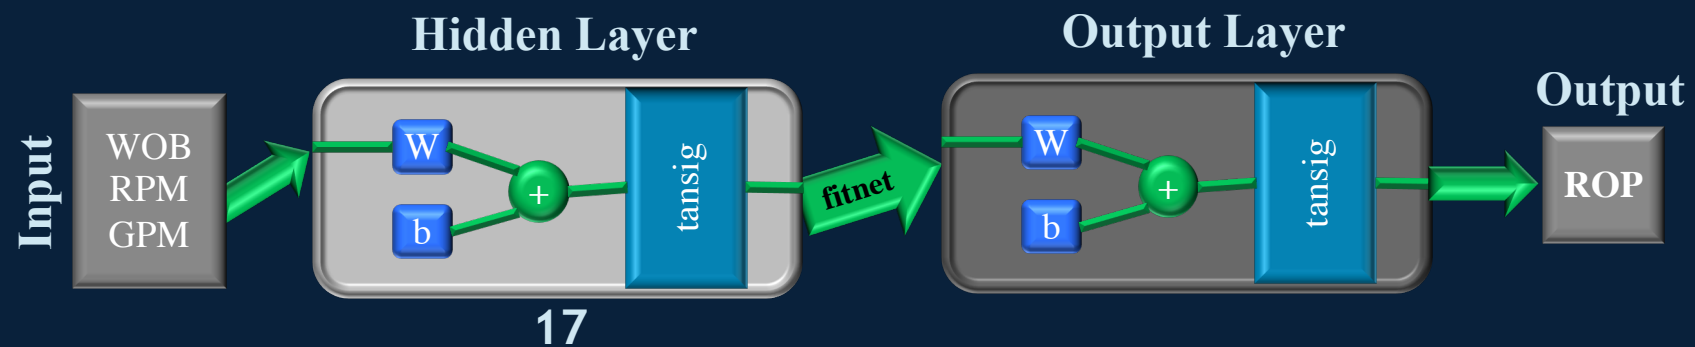 Hidden Layer
Output Layer
Output
Input
WOB
RPM
GPM
W
b
+
tansig
fitnet
W
b
+
tansig
ROP
17